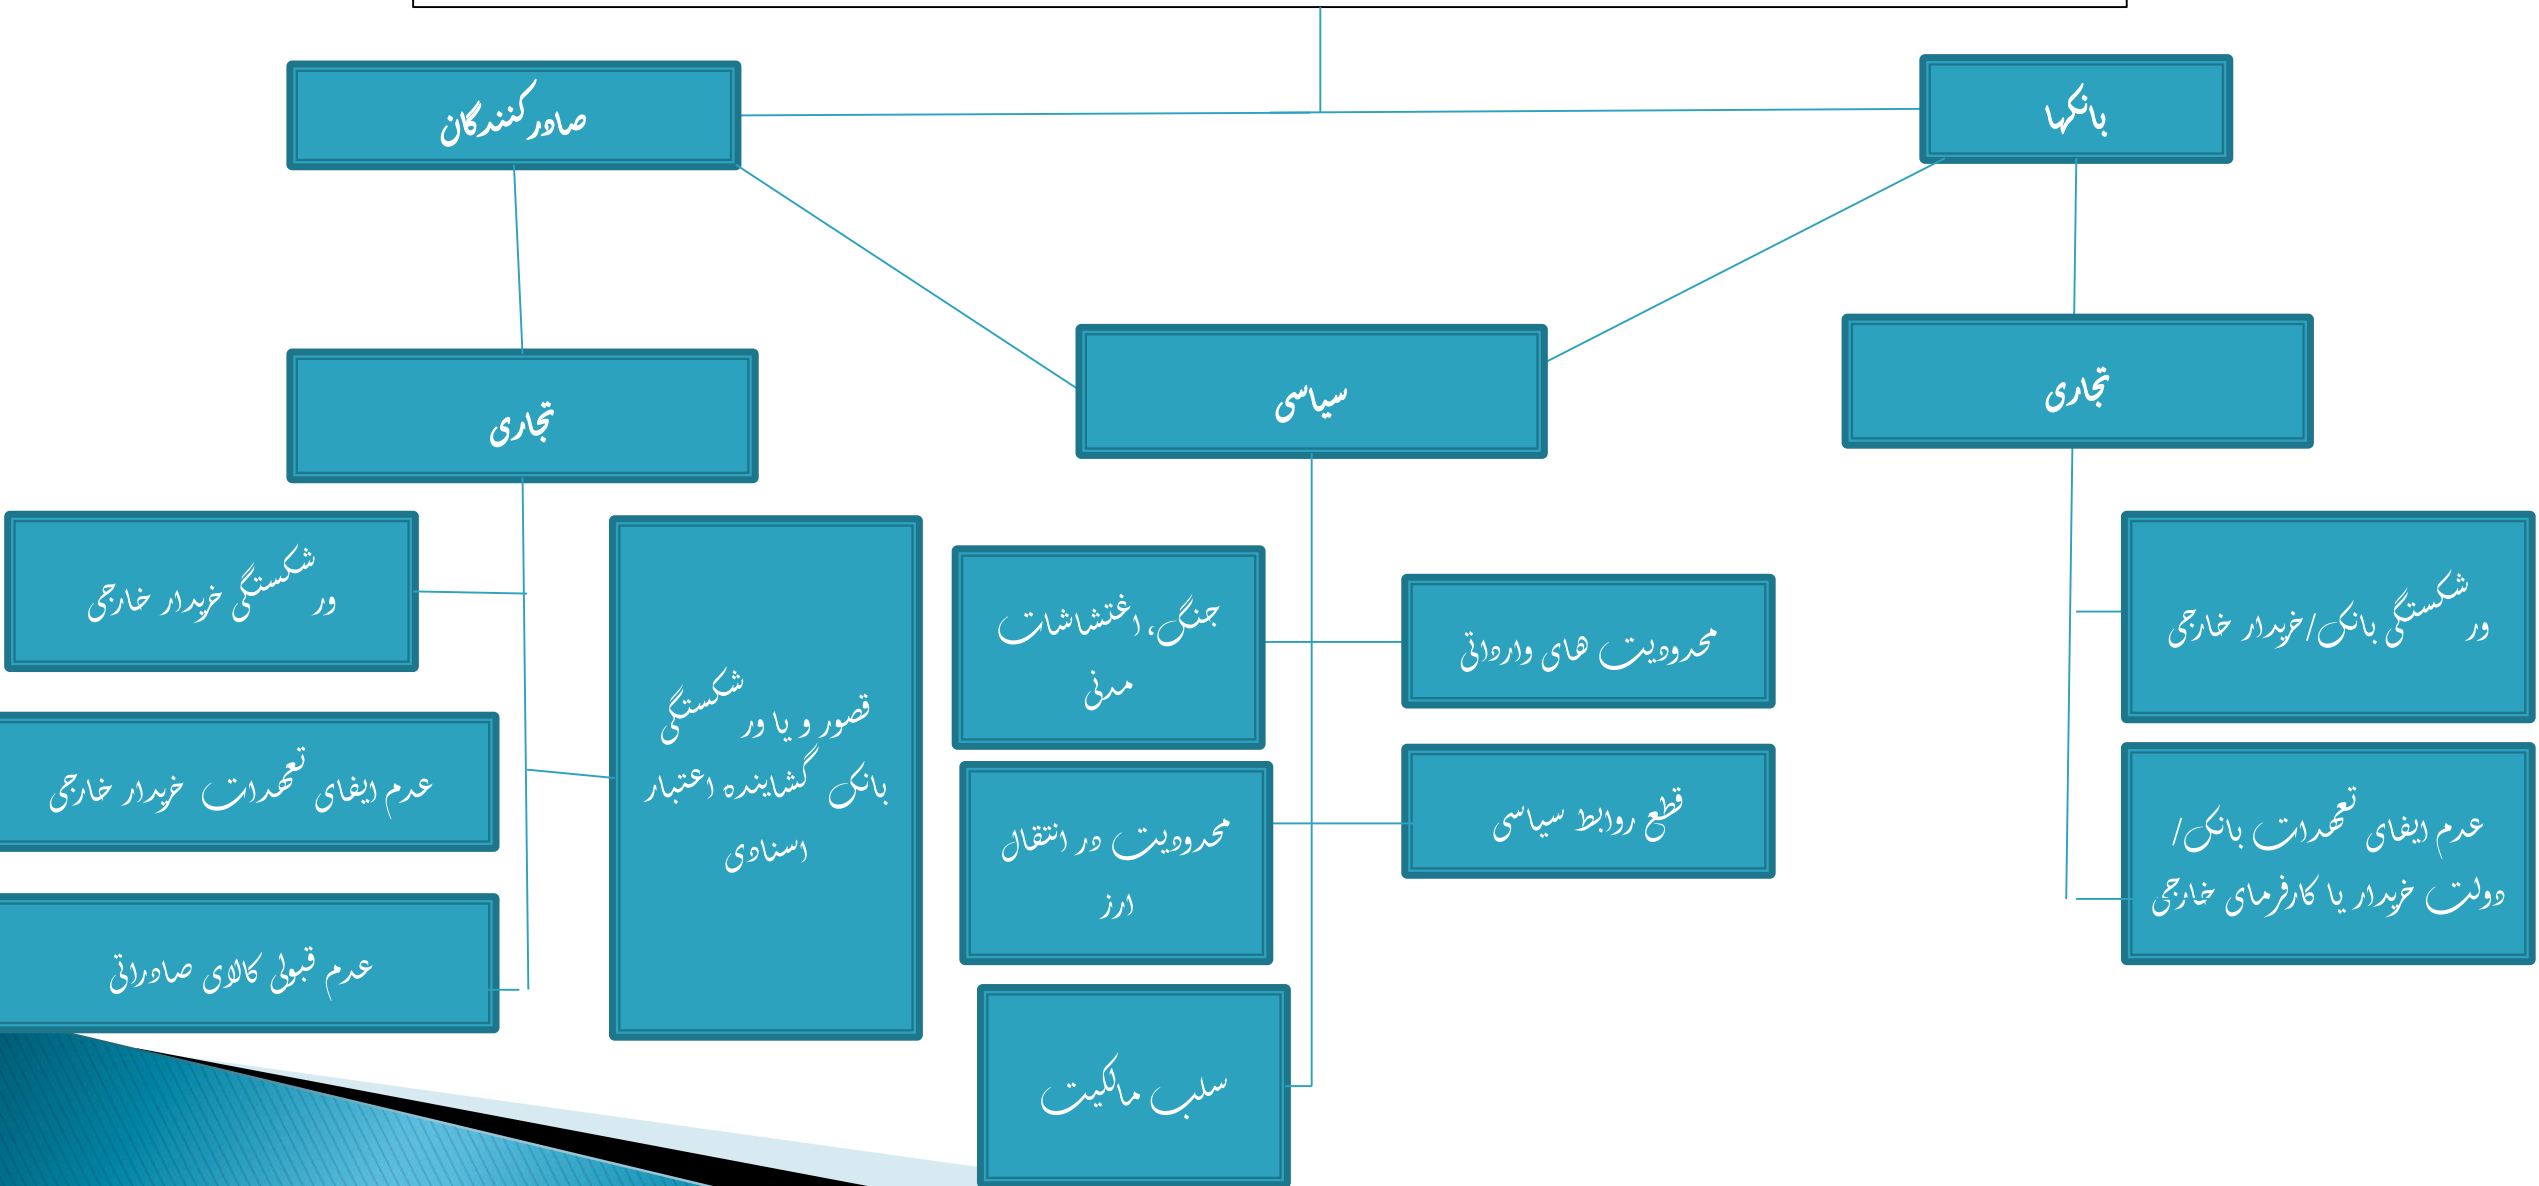 بانکها
صادرکنندگان
تجاری
سیاسی
تجاری
ورشکستگی بانک/خریدار خارجی
عدم ایفای تعهدات بانک/
دولت خریدار یا کارفرمای خارجی
محدودیت های وارداتی
قطع روابط سیاسی
جنگ، اغتشاشات
مدنی
محدودیت در انتقال
ارز
سلب مالکیت
قصور و یا ورشکستگی
بانک گشاینده اعتبار
اسنادی
ورشکستگی خریدار خارجی
عدم ایفای تعهدات خریدار خارجی
عدم قبولی کالای صادراتی